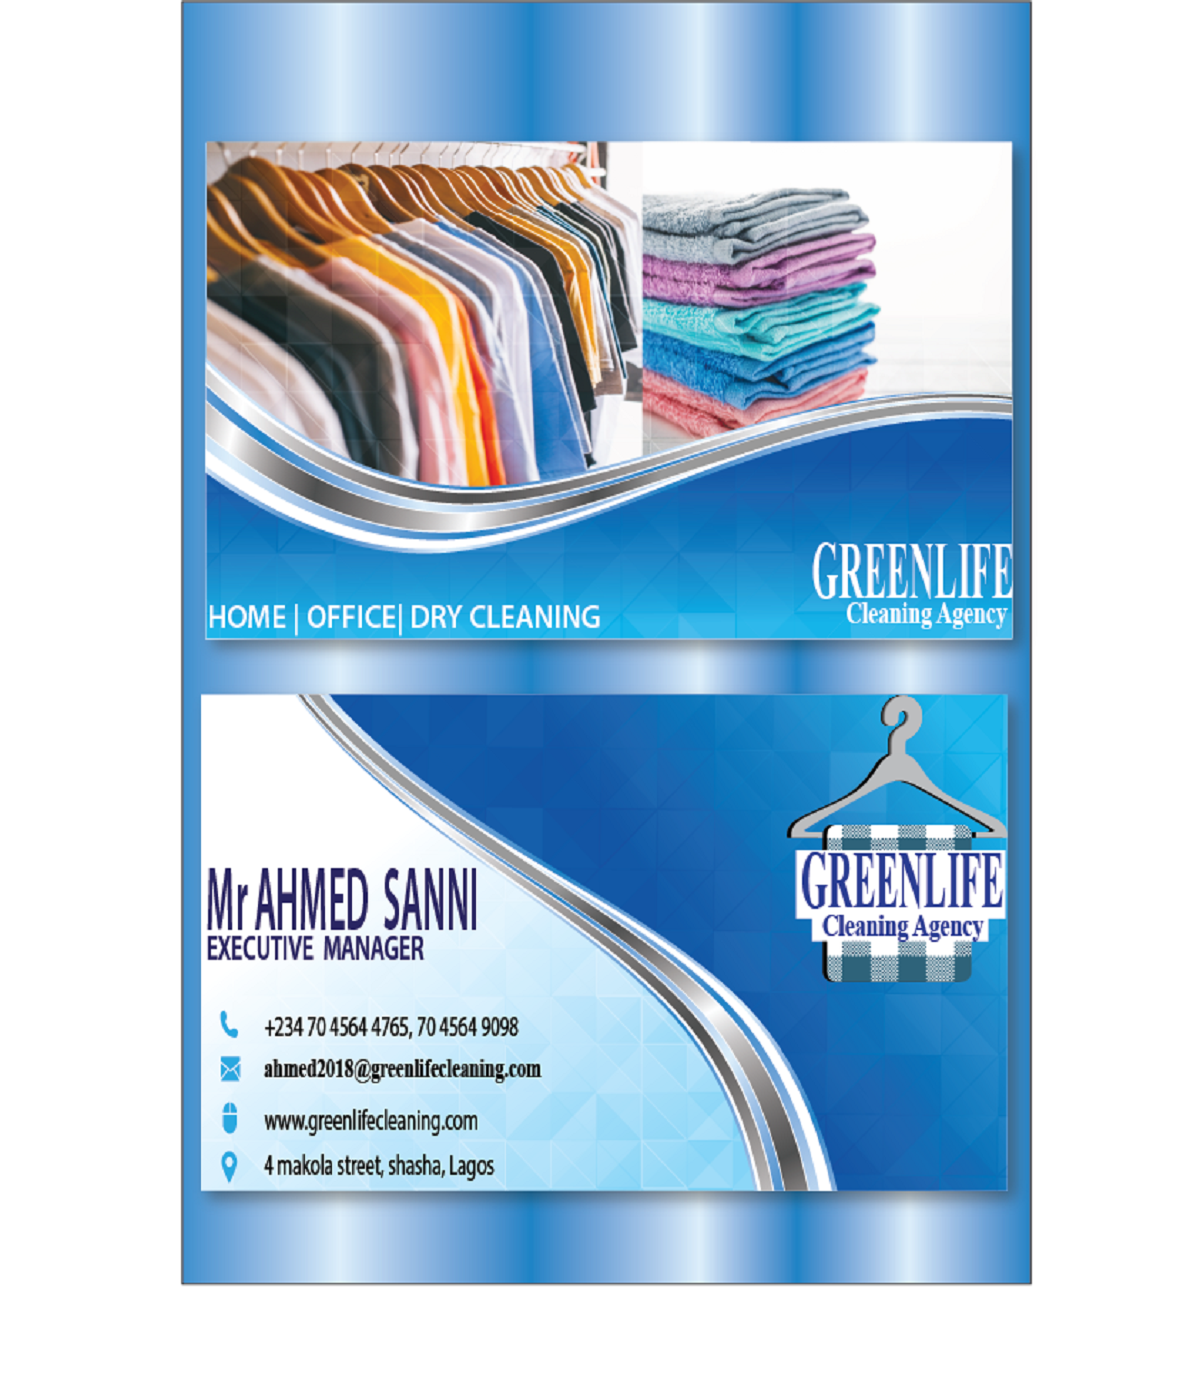 HOME | OFFICE| DRY CLEANING
GREENLIFE
Cleaning Agency
GREENLIFE
Cleaning Agency
Mr AHMED SANNI
EXECUTIVE MANAGER
+234 70 4564 4765, 70 4564 9098
ahmed2018@greenlifecleaning.com
www.greenlifecleaning.com
4 makola street, shasha, Lagos